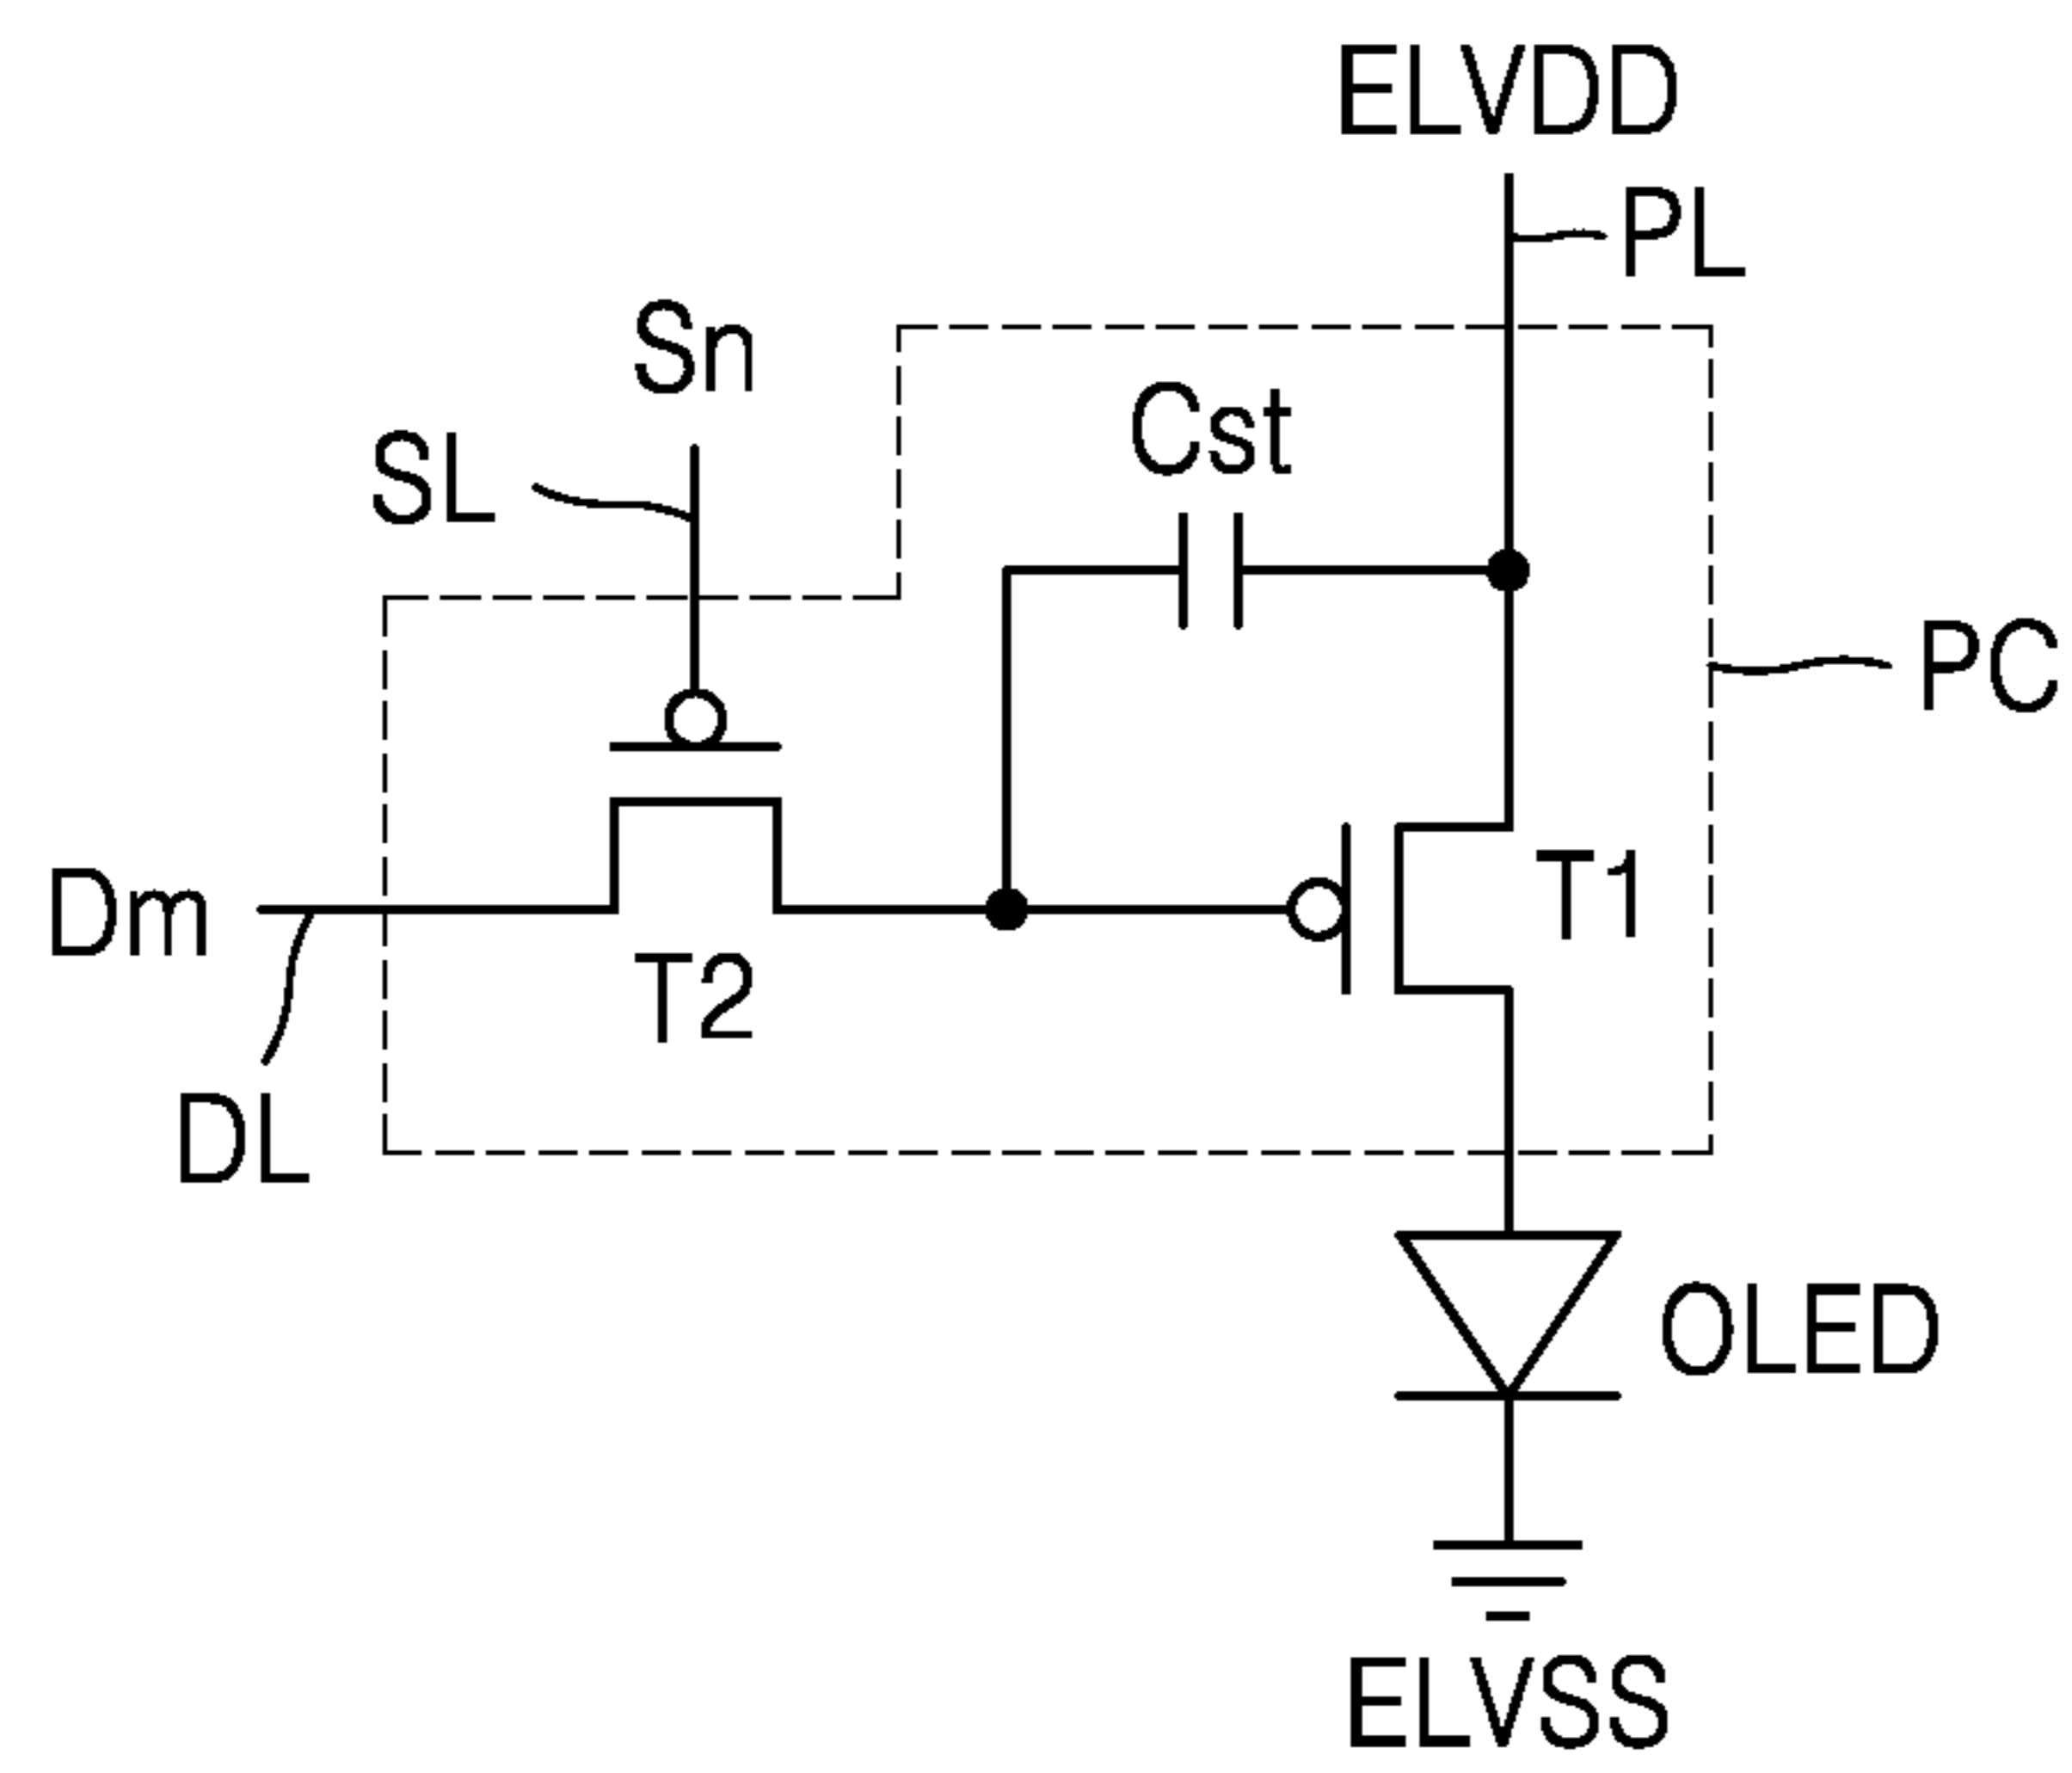 ELVDD
PL
Sn
SL
Cst
PC
T1
Dm
T2
DL
OLED
ELVSS